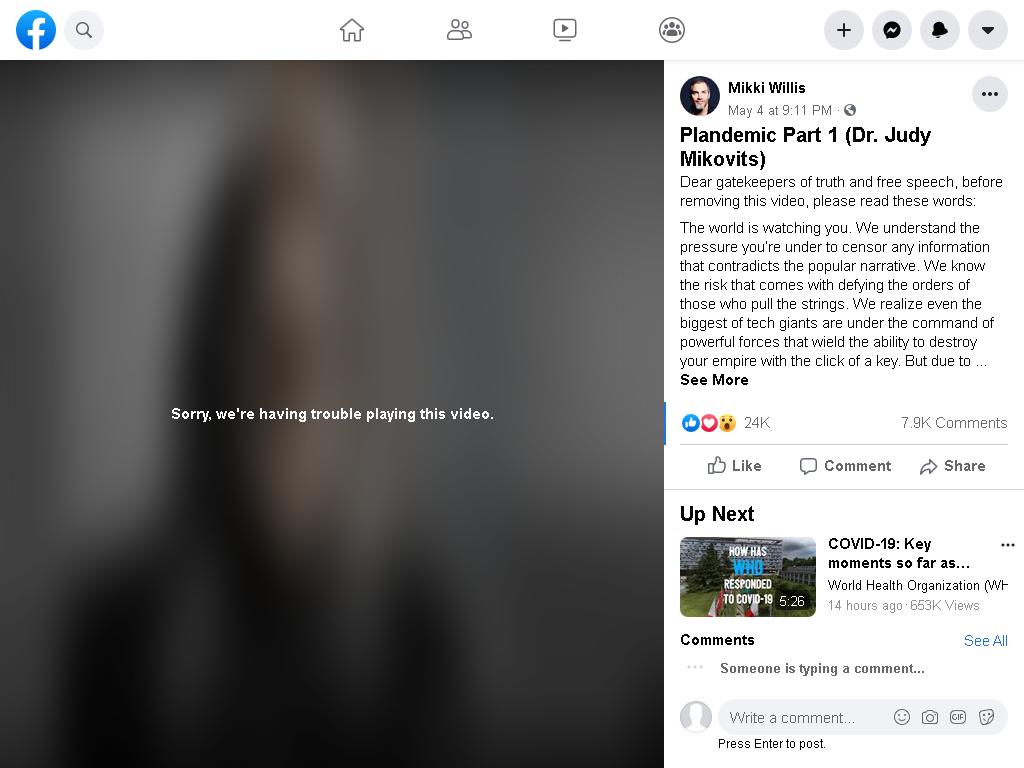 Mikki Willis
May 4 at 9:11 PM ·
Plandemic Part 1 (Dr. Judy
Mikovits)
Dear gatekeepers of truth and free speech, before
removing this video, please read these words:
The world is watching you. We understand the
pressure you're under to censor any information
that contradicts the popular narrative. We know
the risk that comes with defying the orders of
those who pull the strings. We realize even the
biggest of tech giants are under the command of
powerful forces that wield the ability to destroy
your empire with the click of a key. But due to ...
See More
Sorry, we're having trouble playing this video.
24K
7.9K Comments
Like
Comment
Share
Up Next
HOW HAS
WHO
RESPONDED
TO COVID-19
5:26
COVID-19: Key
moments so far as...
World Health Organization (WH
14 hours ago · 653K Views
Comments
See All
Someone is typing a comment...
Write a comment...
GIF
Press Enter to post.